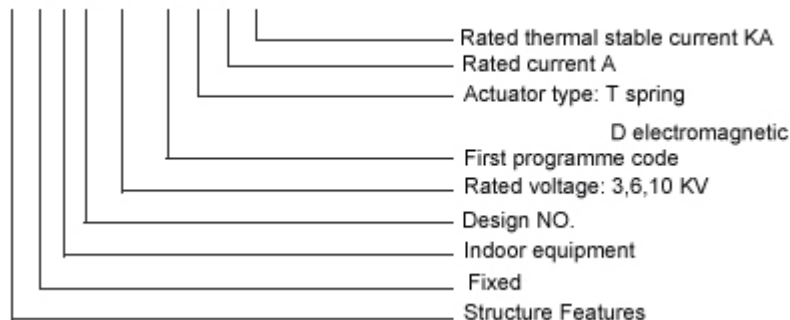 Rated thermal stable current KA
Rated current A
Actuator type: T spring
D electromagnetic
First programme code
Rated voltage: 3,6,10 KV
Design NO.
Indoor equipment
Fixed
Structure Features